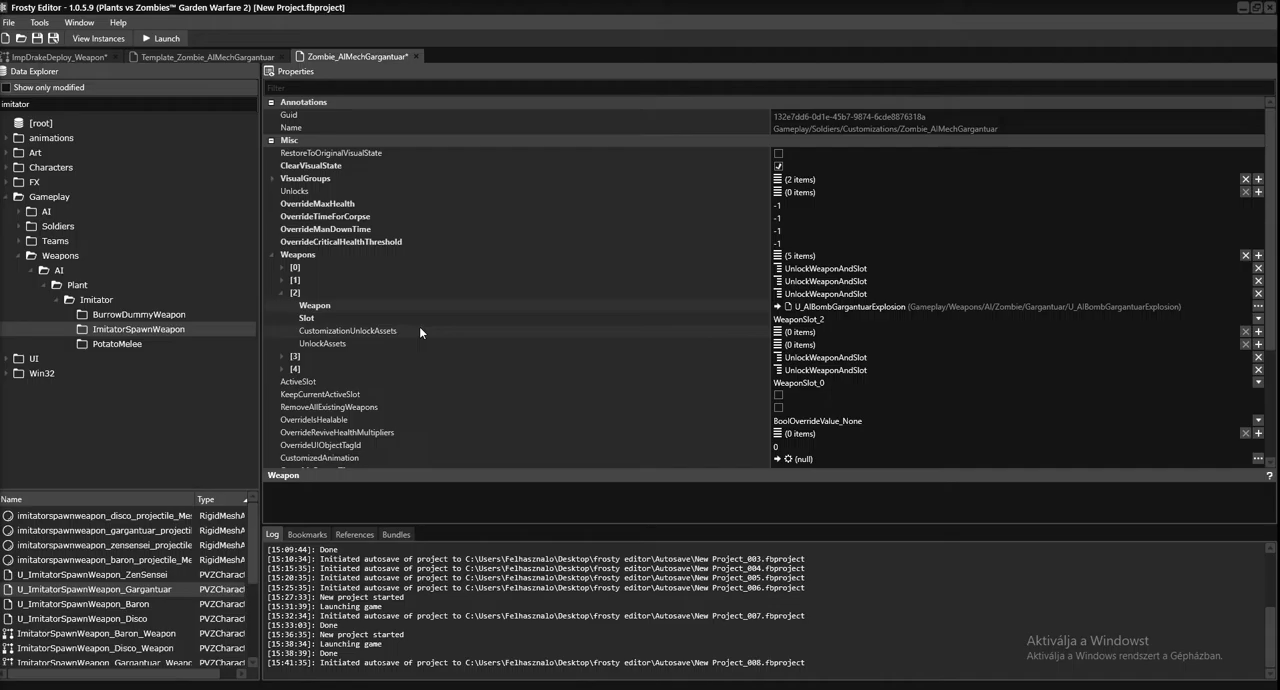 Frosty Editor - 1.0.5.9 (Plants vs Zombies™ Garden Warfare 2) [New Project.fbproject]
File Tools Window Help
View Instances Launch
ImpDrakeDeploy_Weapon* Template_Zombie_AIMechGargantuar Zombie_AIMechGargantuar*
Data Explorer
Show only modified
imitator
[root]
animations
Art
Characters
FX
Gameplay
AI
Soldiers
Teams
Weapons
AI
Plant
Imitator
BurrowDummyWeapon
ImitatorSpawnWeapon
PotatoMelee
UI
Win32
Name Type
imitatorspawnweapon_disco_projectile_Me RigidMeshA
imitatorspawnweapon_gargantuar_projecti RigidMeshA
imitatorspawnweapon_zensensei_projectile RigidMeshA
imitatorspawnweapon_baron_projectile_Me RigidMeshA
U_ImitatorSpawnWeapon_ZenSensei PVZCharact
U_ImitatorSpawnWeapon_Gargantuar PVZCharact
U_ImitatorSpawnWeapon_Baron PVZCharact
U_ImitatorSpawnWeapon_Disco PVZCharact
ImitatorSpawnWeapon_Baron_Weapon PVZCharact
ImitatorSpawnWeapon_Disco_Weapon PVZCharact
ImitatorSpawnWeapon_Gargantuar_Weapo PVZCharact
Properties
Filter
Annotations
Guid 132e7dd6-0d1e-45b7-9874-6cde8876318a
Name Gameplay/Soldiers/Customizations/Zombie_AIMechGargantuar
Misc
RestoreToOriginalVisualState
ClearVisualState
VisualGroups (2 items)
Unlocks (0 items)
OverrideMaxHealth -1
OverrideTimeForCorpse -1
OverrideManDownTime -1
OverrideCriticalHealthThreshold -1
Weapons (5 items)
[0] UnlockWeaponAndSlot
[1] UnlockWeaponAndSlot
[2] UnlockWeaponAndSlot
Weapon U_AIBombGargantuarExplosion (Gameplay/Weapons/AI/Zombie/Gargantuar/U_AIBombGargantuarExplosion)
Slot WeaponSlot_2
CustomizationUnlockAssets (0 items)
UnlockAssets (0 items)
[3] UnlockWeaponAndSlot
[4] UnlockWeaponAndSlot
ActiveSlot WeaponSlot_0
KeepCurrentActiveSlot
RemoveAllExistingWeapons
OverrideIsHealable BoolOverrideValue_None
OverrideReviveHealthMultipliers (0 items)
OverrideUIObjectTagId 0
CustomizedAnimation (null)
Weapon ?
Log Bookmarks References Bundles
[15:09:44]: Done
[15:10:34]: Initiated autosave of project to C:\Users\Felhasznalo\Desktop\frosty editor\Autosave\New Project_003.fbproject
[15:15:35]: Initiated autosave of project to C:\Users\Felhasznalo\Desktop\frosty editor\Autosave\New Project_004.fbproject
[15:20:35]: Initiated autosave of project to C:\Users\Felhasznalo\Desktop\frosty editor\Autosave\New Project_005.fbproject
[15:25:35]: Initiated autosave of project to C:\Users\Felhasznalo\Desktop\frosty editor\Autosave\New Project_006.fbproject
[15:27:33]: New project started
[15:31:39]: Launching game
[15:32:34]: Initiated autosave of project to C:\Users\Felhasznalo\Desktop\frosty editor\Autosave\New Project_007.fbproject
[15:33:03]: Done
[15:36:35]: New project started
[15:38:34]: Launching game
[15:38:39]: Done
[15:41:35]: Initiated autosave of project to C:\Users\Felhasznalo\Desktop\frosty editor\Autosave\New Project_008.fbproject
Aktiválja a Windowst
Aktiválja a Windows rendszert a Gépházban.